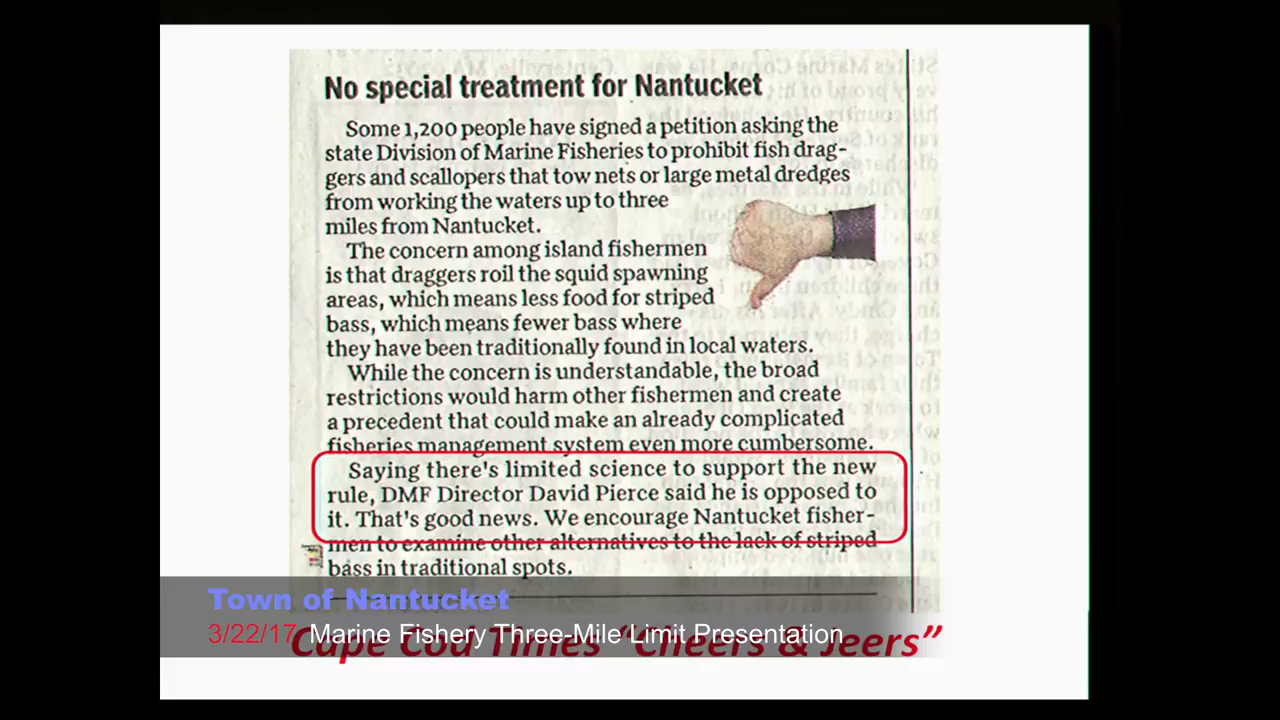 No special treatment for Nantucket
Some 1,200 people have signed a petition asking the
state Division of Marine Fisheries to prohibit fish drag-
gers and scallopers that tow nets or large metal dredges
from working the waters up to three
miles from Nantucket.
The concern among island fishermen
is that draggers roil the squid spawning
areas, which means less food for striped
bass, which means fewer bass where
they have been traditionally found in local waters.
While the concern is understandable, the broad
restrictions would harm other fishermen and create
a precedent that could make an already complicated
fisheries management system even more cumbersome.
Saying there's limited science to support the new
rule, DMF Director David Pierce said he is opposed to
it. That's good news. We encourage Nantucket fisher-
men to examine other alternatives to the lack of striped
bass in traditional spots.
Town of Nantucket
3/22/17 Marine Fishery Three-Mile Limit Presentation
Cape Cod Times "Cheers & Jeers"